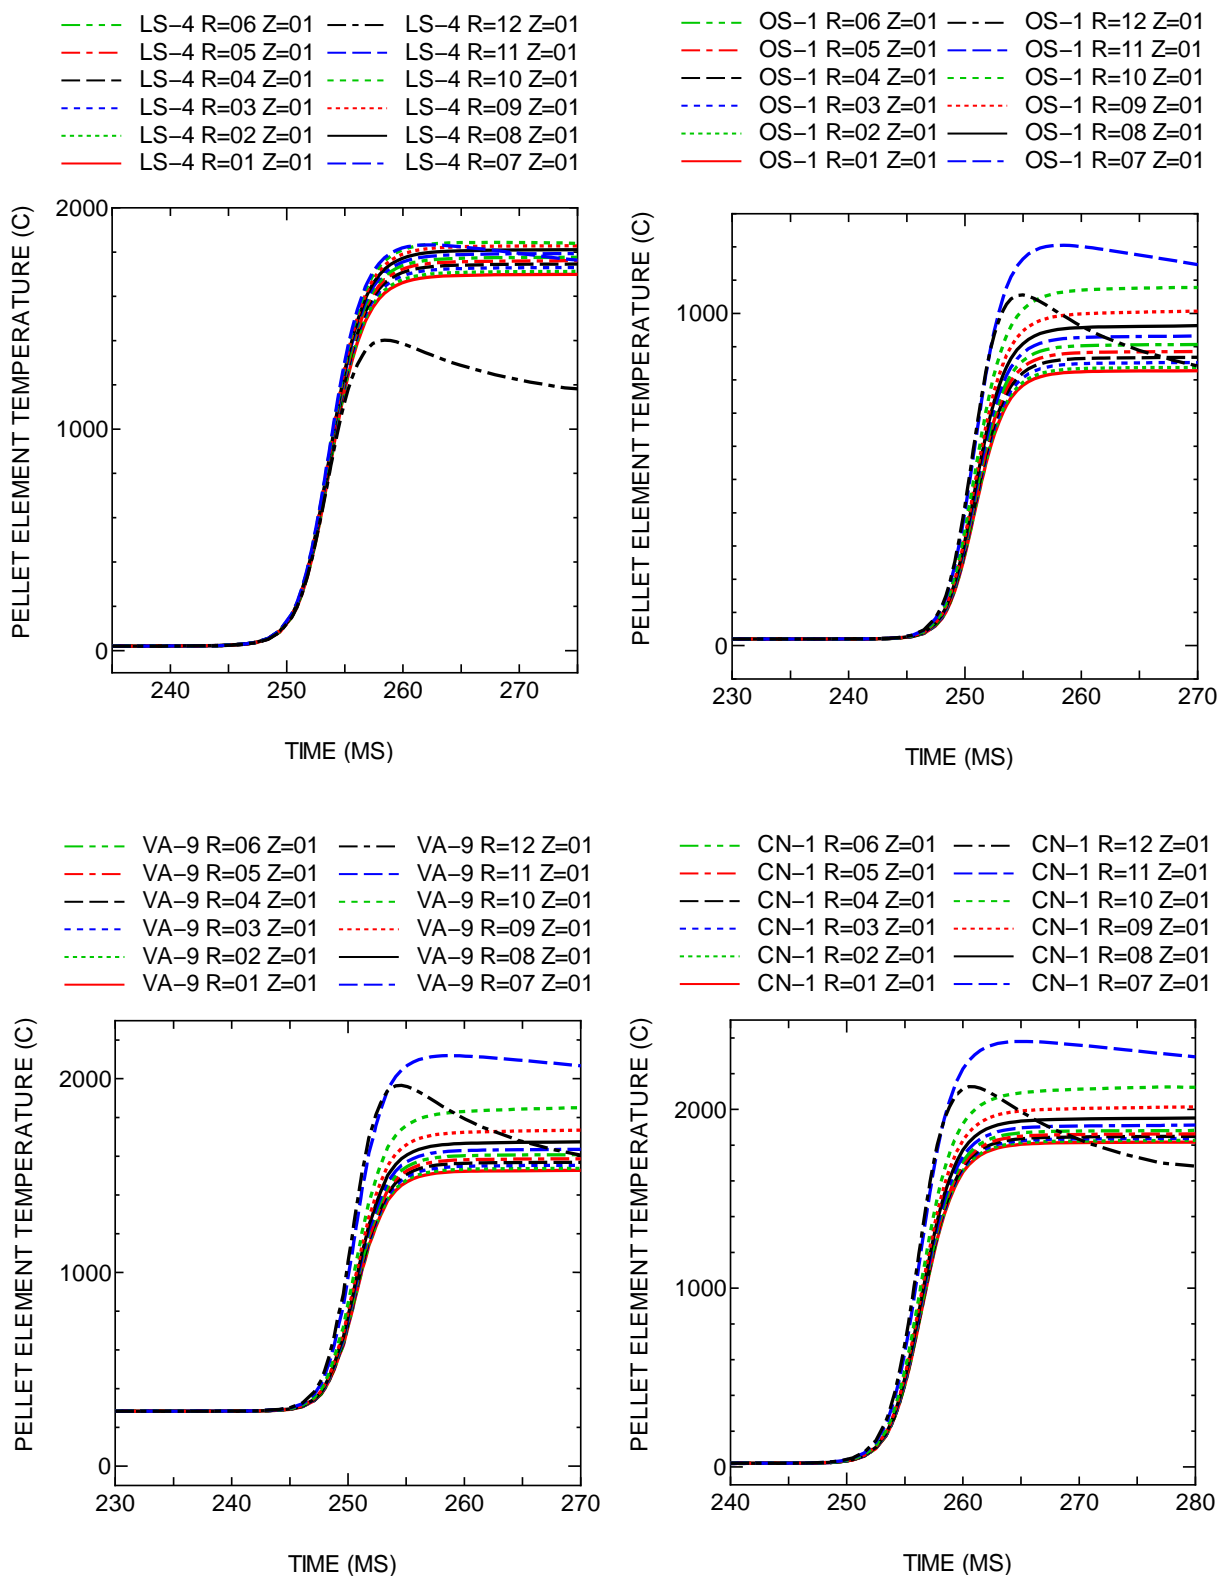 LS−4 R=06 Z=01 LS−4 R=12 Z=01
LS−4 R=05 Z=01 LS−4 R=11 Z=01
LS−4 R=04 Z=01 LS−4 R=10 Z=01
LS−4 R=03 Z=01 LS−4 R=09 Z=01
LS−4 R=02 Z=01 LS−4 R=08 Z=01
LS−4 R=01 Z=01 LS−4 R=07 Z=01
PELLET ELEMENT TEMPERATURE (C)
2000
1000
0
240 250 260 270
TIME (MS)
OS−1 R=06 Z=01 OS−1 R=12 Z=01
OS−1 R=05 Z=01 OS−1 R=11 Z=01
OS−1 R=04 Z=01 OS−1 R=10 Z=01
OS−1 R=03 Z=01 OS−1 R=09 Z=01
OS−1 R=02 Z=01 OS−1 R=08 Z=01
OS−1 R=01 Z=01 OS−1 R=07 Z=01
PELLET ELEMENT TEMPERATURE (C)
1000
0
230 240 250 260 270
TIME (MS)
VA−9 R=06 Z=01 VA−9 R=12 Z=01
VA−9 R=05 Z=01 VA−9 R=11 Z=01
VA−9 R=04 Z=01 VA−9 R=10 Z=01
VA−9 R=03 Z=01 VA−9 R=09 Z=01
VA−9 R=02 Z=01 VA−9 R=08 Z=01
VA−9 R=01 Z=01 VA−9 R=07 Z=01
PELLET ELEMENT TEMPERATURE (C)
2000
1000
0
230 240 250 260 270
TIME (MS)
CN−1 R=06 Z=01 CN−1 R=12 Z=01
CN−1 R=05 Z=01 CN−1 R=11 Z=01
CN−1 R=04 Z=01 CN−1 R=10 Z=01
CN−1 R=03 Z=01 CN−1 R=09 Z=01
CN−1 R=02 Z=01 CN−1 R=08 Z=01
CN−1 R=01 Z=01 CN−1 R=07 Z=01
PELLET ELEMENT TEMPERATURE (C)
2000
1000
0
240 250 260 270 280
TIME (MS)